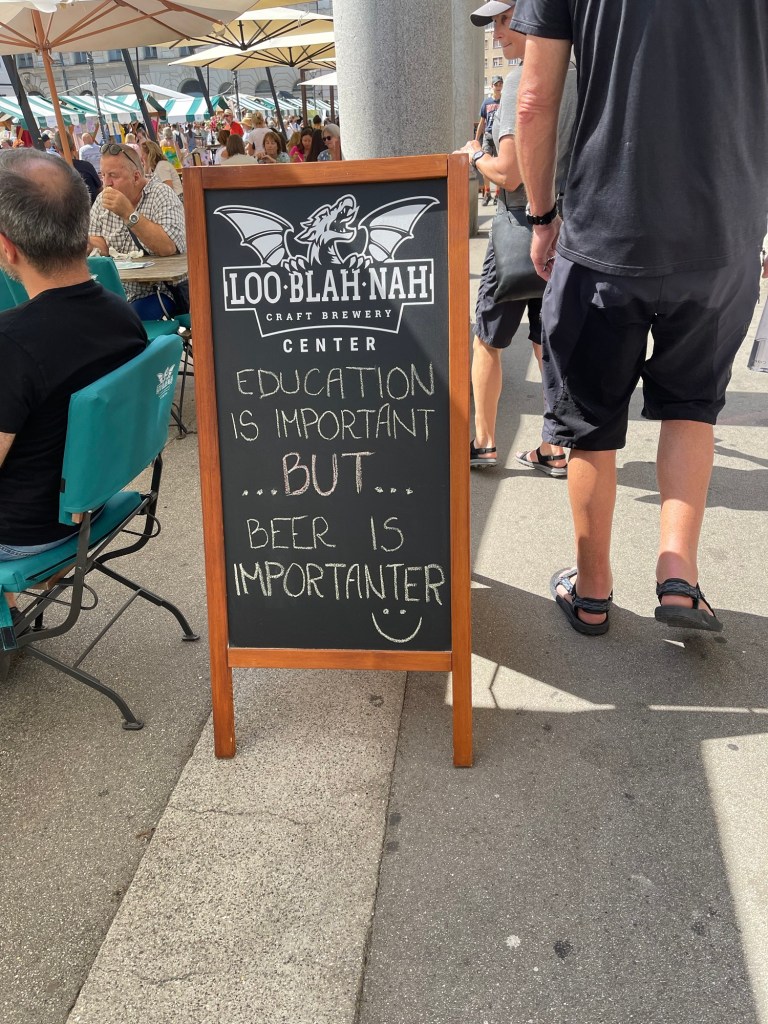 LOO·BLAH·NAH
CRAFT BREWERY
CENTER
EDUCATION
IS IMPORTANT
...BUT...
BEER IS
IMPORTANTER